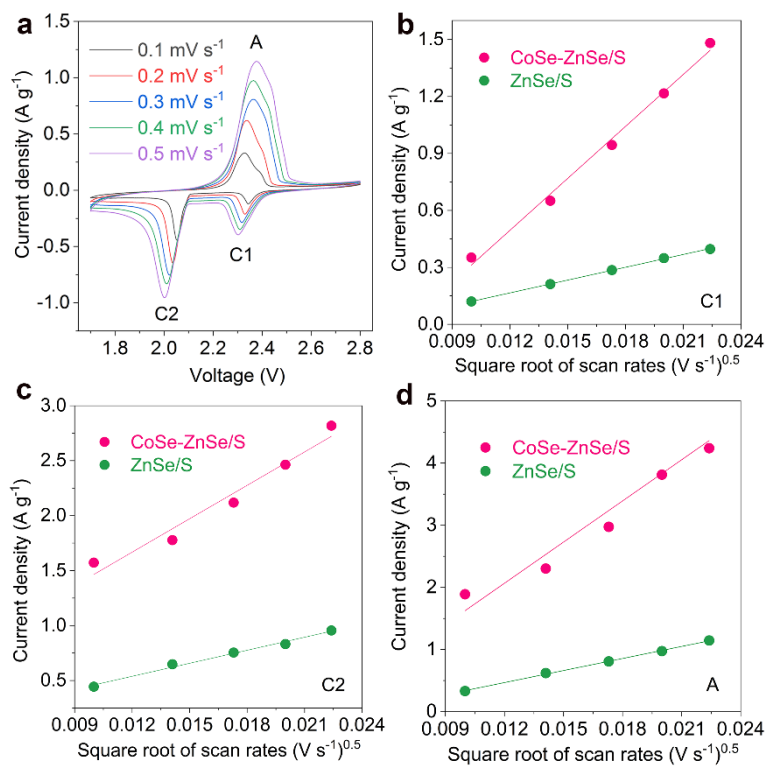 a
0.1 mV s⁻¹
0.2 mV s⁻¹
0.3 mV s⁻¹
0.4 mV s⁻¹
0.5 mV s⁻¹
A
C1
C2
Current density (A g⁻¹)
1.5
1.0
0.5
0.0
-0.5
-1.0
1.8 2.0 2.2 2.4 2.6 2.8
Voltage (V)
b
CoSe-ZnSe/S
ZnSe/S
C1
Current density (A g⁻¹)
1.5
1.2
0.9
0.6
0.3
0.0
0.009 0.012 0.015 0.018 0.021 0.024
Square root of scan rates (V s⁻¹)⁰·⁵
c
CoSe-ZnSe/S
ZnSe/S
C2
Current density (A g⁻¹)
3.0
2.5
2.0
1.5
1.0
0.5
0.009 0.012 0.015 0.018 0.021 0.024
Square root of scan rates (V s⁻¹)⁰·⁵
d
CoSe-ZnSe/S
ZnSe/S
A
Current density (A g⁻¹)
5
4
3
2
1
0
0.009 0.012 0.015 0.018 0.021 0.024
Square root of scan rates (V s⁻¹)⁰·⁵